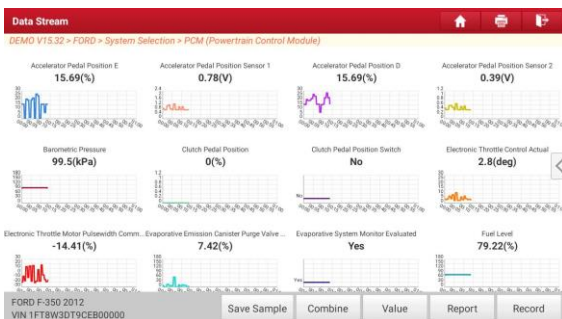 Data Stream
DEMO V15.32 > FORD > System Selection > PCM (Powertrain Control Module)
Accelerator Pedal Position E
15.69(%)
Accelerator Pedal Position Sensor 1
0.78(V)
Accelerator Pedal Position D
15.69(%)
Accelerator Pedal Position Sensor 2
0.39(V)
Barometric Pressure
99.5(kPa)
Clutch Pedal Position
0(%)
Clutch Pedal Position Switch
No
Electronic Throttle Control Actual
2.8(deg)
Electronic Throttle Motor Pulsewidth Comm...
-14.41(%)
Evaporative Emission Canister Purge Valve ...
7.42(%)
Evaporative System Monitor Evaluated
Yes
Fuel Level
79.22(%)
FORD F-350 2012
VIN 1FT8W3DT9CEB00000
Save Sample
Combine
Value
Report
Record